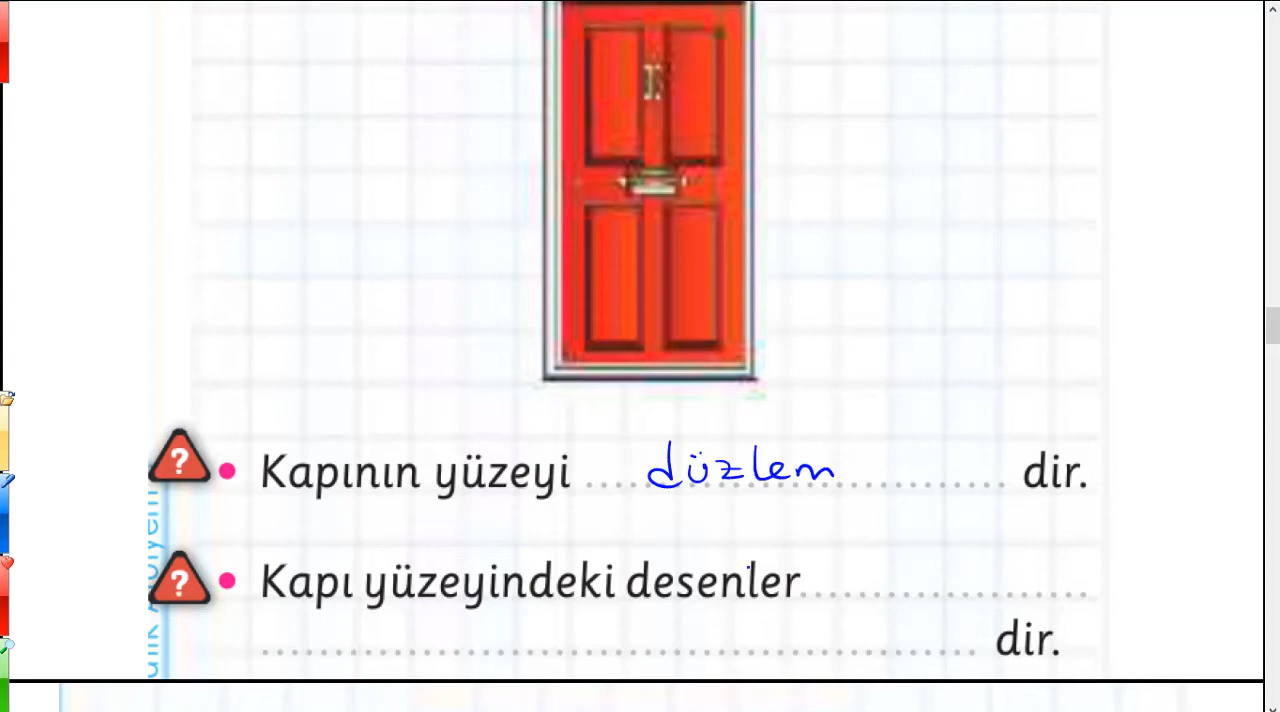 Kapının yüzeyi .... düzlem .................... dir.
Kapı yüzeyindeki desenler....................
.................................................. dir.